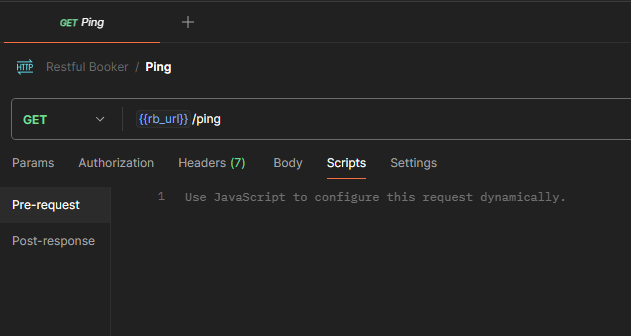 GET Ping
HTTP Restful Booker / Ping
GET {{rb_url}}/ping
Params Authorization Headers (7) Body Scripts Settings
Pre-request
1 Use JavaScript to configure this request dynamically.
Post-response